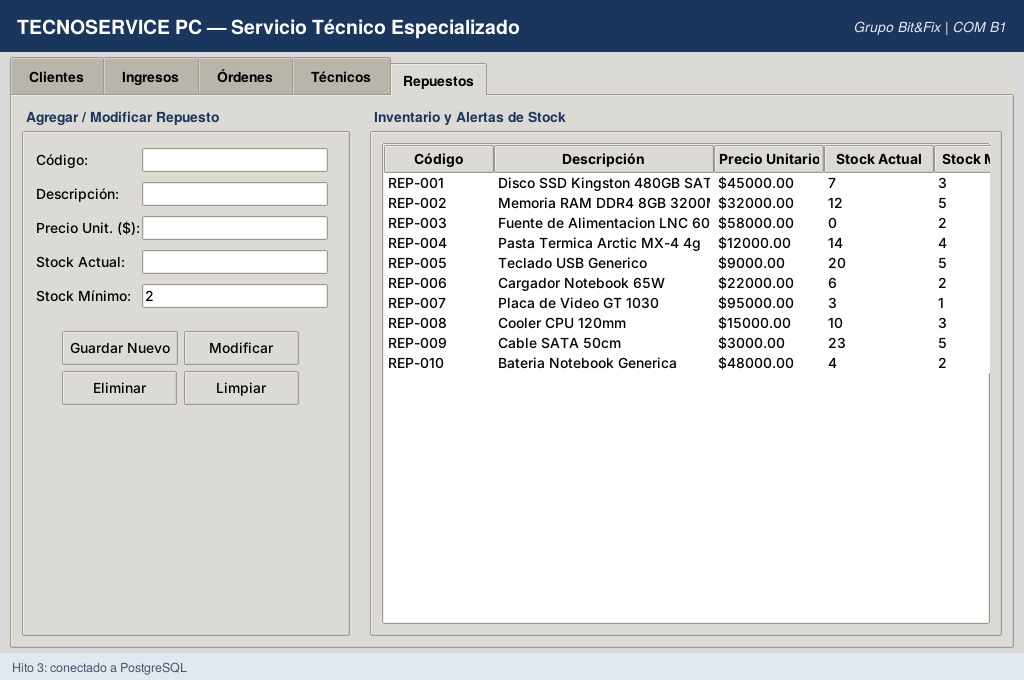 TECNOSERVICE PC — Servicio Técnico Especializado
Grupo Bit&Fix | COM B1
Clientes Ingresos Órdenes Técnicos Repuestos
Agregar / Modificar Repuesto
Código:
Descripción:
Precio Unit. ($):
Stock Actual:
Stock Mínimo: 2
Guardar Nuevo Modificar
Eliminar Limpiar
Inventario y Alertas de Stock
Código Descripción Precio Unitario Stock Actual Stock M
REP-001 Disco SSD Kingston 480GB SAT $45000.00 7 3
REP-002 Memoria RAM DDR4 8GB 3200M $32000.00 12 5
REP-003 Fuente de Alimentacion LNC 60 $58000.00 0 2
REP-004 Pasta Termica Arctic MX-4 4g $12000.00 14 4
REP-005 Teclado USB Generico $9000.00 20 5
REP-006 Cargador Notebook 65W $22000.00 6 2
REP-007 Placa de Video GT 1030 $95000.00 3 1
REP-008 Cooler CPU 120mm $15000.00 10 3
REP-009 Cable SATA 50cm $3000.00 23 5
REP-010 Bateria Notebook Generica $48000.00 4 2
Hito 3: conectado a PostgreSQL